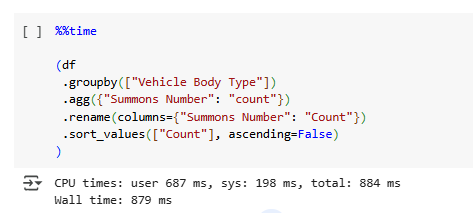 [ ] %%time
(df
 .groupby(["Vehicle Body Type"])
 .agg({"Summons Number": "count"})
 .rename(columns={"Summons Number": "Count"})
 .sort_values(["Count"], ascending=False)
)
CPU times: user 687 ms, sys: 198 ms, total: 884 ms
Wall time: 879 ms